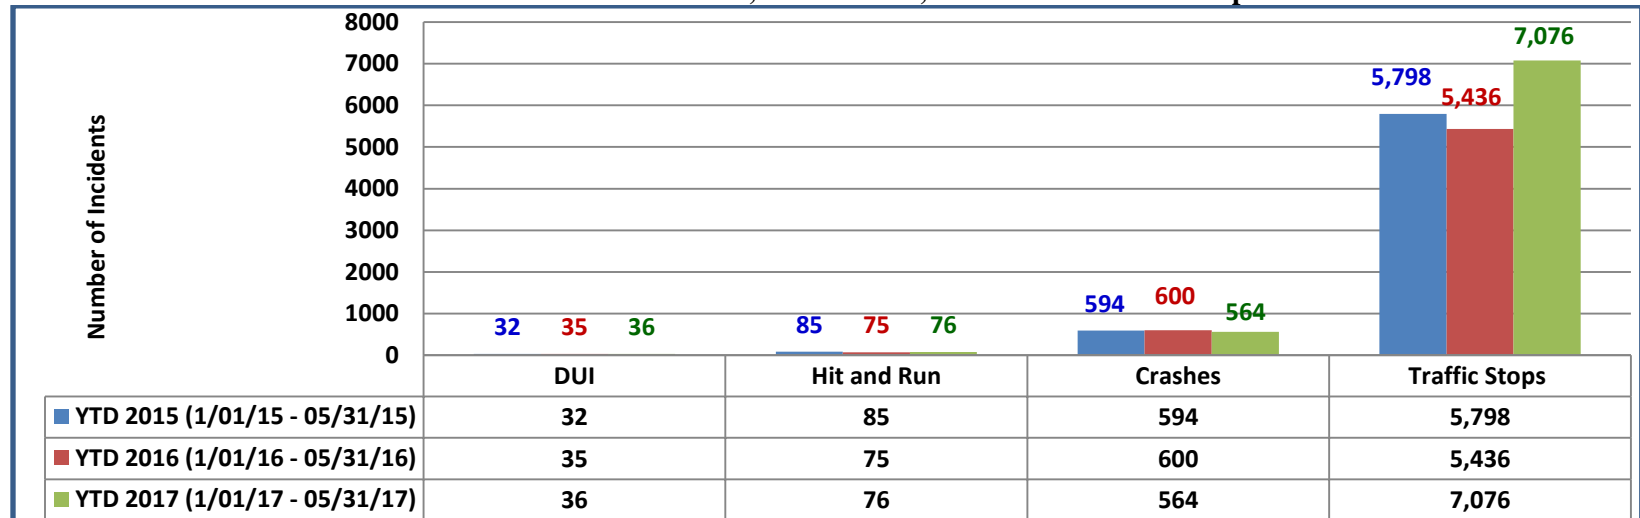 8000
7000
6000
5000
4000
3000
2000
1000
0
Number of Incidents
32 35 36
85 75 76
594 600 564
5,798 5,436 7,076
DUI Hit and Run Crashes Traffic Stops
YTD 2015 (1/01/15 - 05/31/15) 32 85 594 5,798
YTD 2016 (1/01/16 - 05/31/16) 35 75 600 5,436
YTD 2017 (1/01/17 - 05/31/17) 36 76 564 7,076